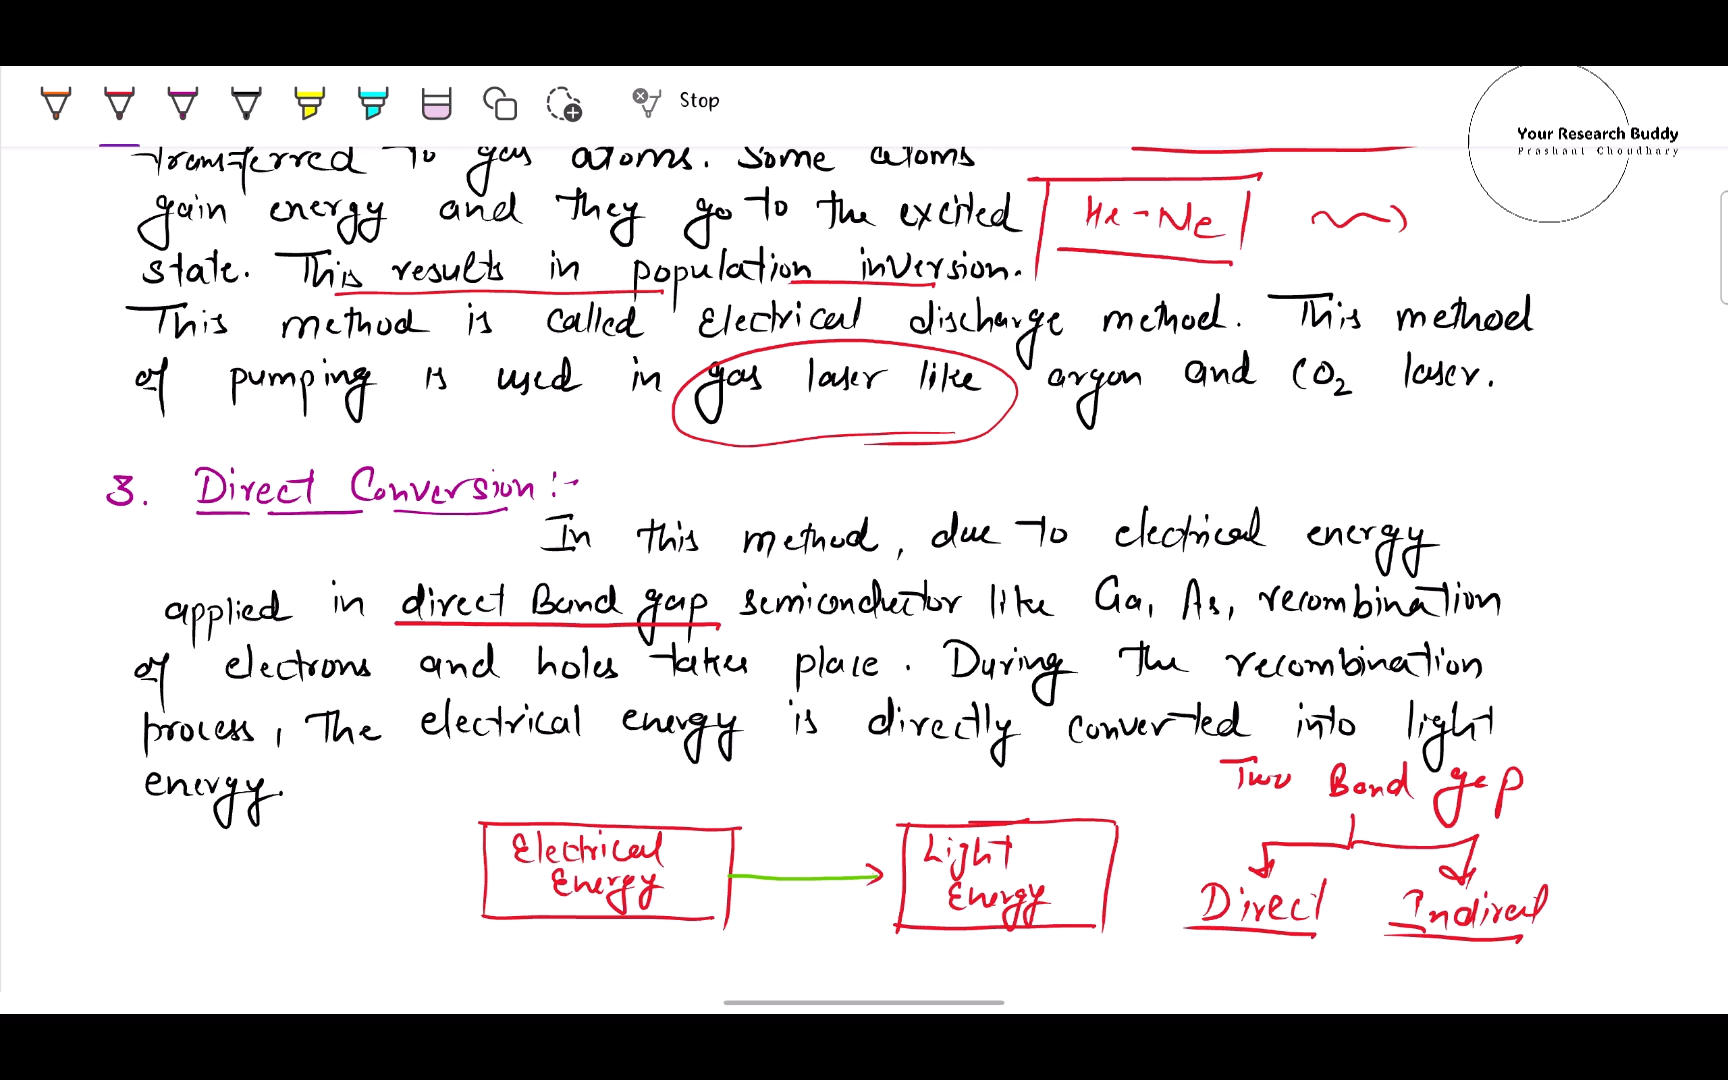 Stop
Your Research Buddy
Prashant Choudhary
transferred to gas atoms. Some atoms
gain energy and they go to the excited
He-Ne
state. This results in population inversion.
This method is called Electrical discharge method. This method
of pumping is used in gas laser like argon and CO2 laser.
3. Direct Conversion :-
In this method, due to electrical energy
applied in direct Band gap semiconductor like Ga, As, recombination
of electrons and holes takes place. During the recombination
process, The electrical energy is directly converted into light
energy.
Two Band gap
Electrical
Energy
Light
Energy
Direct
Indirect